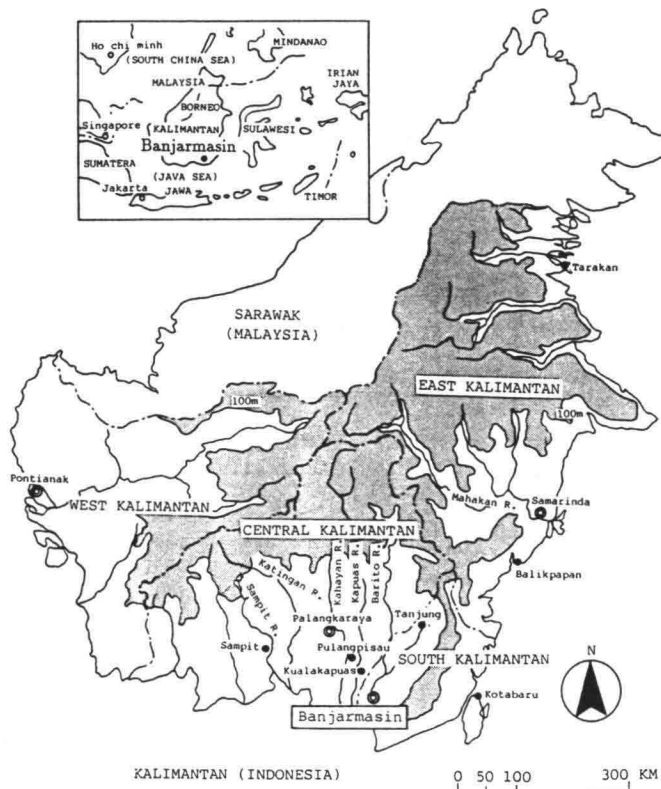 Ho chi minh
MINDANAO
(SOUTH CHINA SEA)
MALAYSIA
IRIAN
JAYA
BORNEO
Singapore
KALIMANTAN
SULAWESI
Banjarmasin
SUMATERA
(JAVA SEA)
Jakarta
JAWA
TIMOR
Tarakan
SARAWAK
(MALAYSIA)
EAST KALIMANTAN
100m
100m
Pontianak
WEST KALIMANTAN
Mahakan R.
Samarinda
CENTRAL KALIMANTAN
Katingan R.
Kahayan R.
Kapuas R.
Barito R.
Balikpapan
Sampit R.
Palangkaraya
Tanjung
Sampit
Pulangpisau
SOUTH KALIMANTAN
N
Kualakapuas
Kotabaru
Banjarmasin
KALIMANTAN (INDONESIA)
0 50 100 300 KM